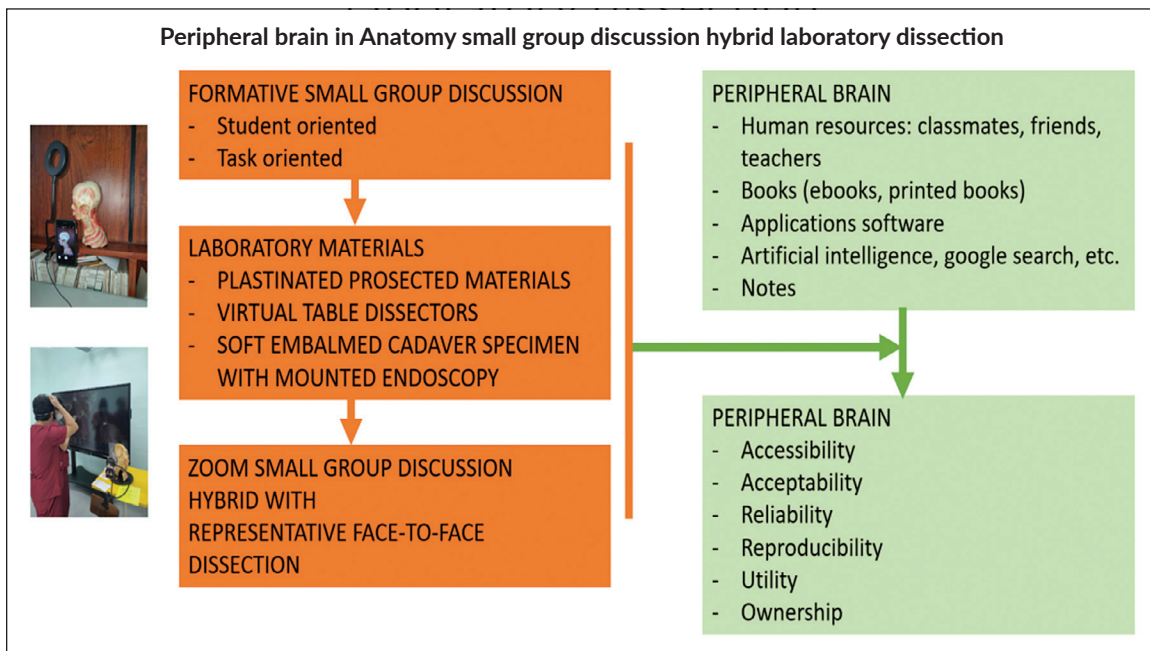 Peripheral brain in Anatomy small group discussion hybrid laboratory dissection
FORMATIVE SMALL GROUP DISCUSSION
- Student oriented
- Task oriented
LABORATORY MATERIALS
- PLASTINATED PROSECTED MATERIALS
- VIRTUAL TABLE DISSECTORS
- SOFT EMBALMED CADAVER SPECIMEN
WITH MOUNTED ENDOSCOPY
ZOOM SMALL GROUP DISCUSSION
HYBRID WITH
REPRESENTATIVE FACE-TO-FACE
DISSECTION
PERIPHERAL BRAIN
- Human resources: classmates, friends,
teachers
- Books (ebooks, printed books)
- Applications software
- Artificial intelligence, google search, etc.
- Notes
PERIPHERAL BRAIN
- Accessibility
- Acceptability
- Reliability
- Reproducibility
- Utility
- Ownership